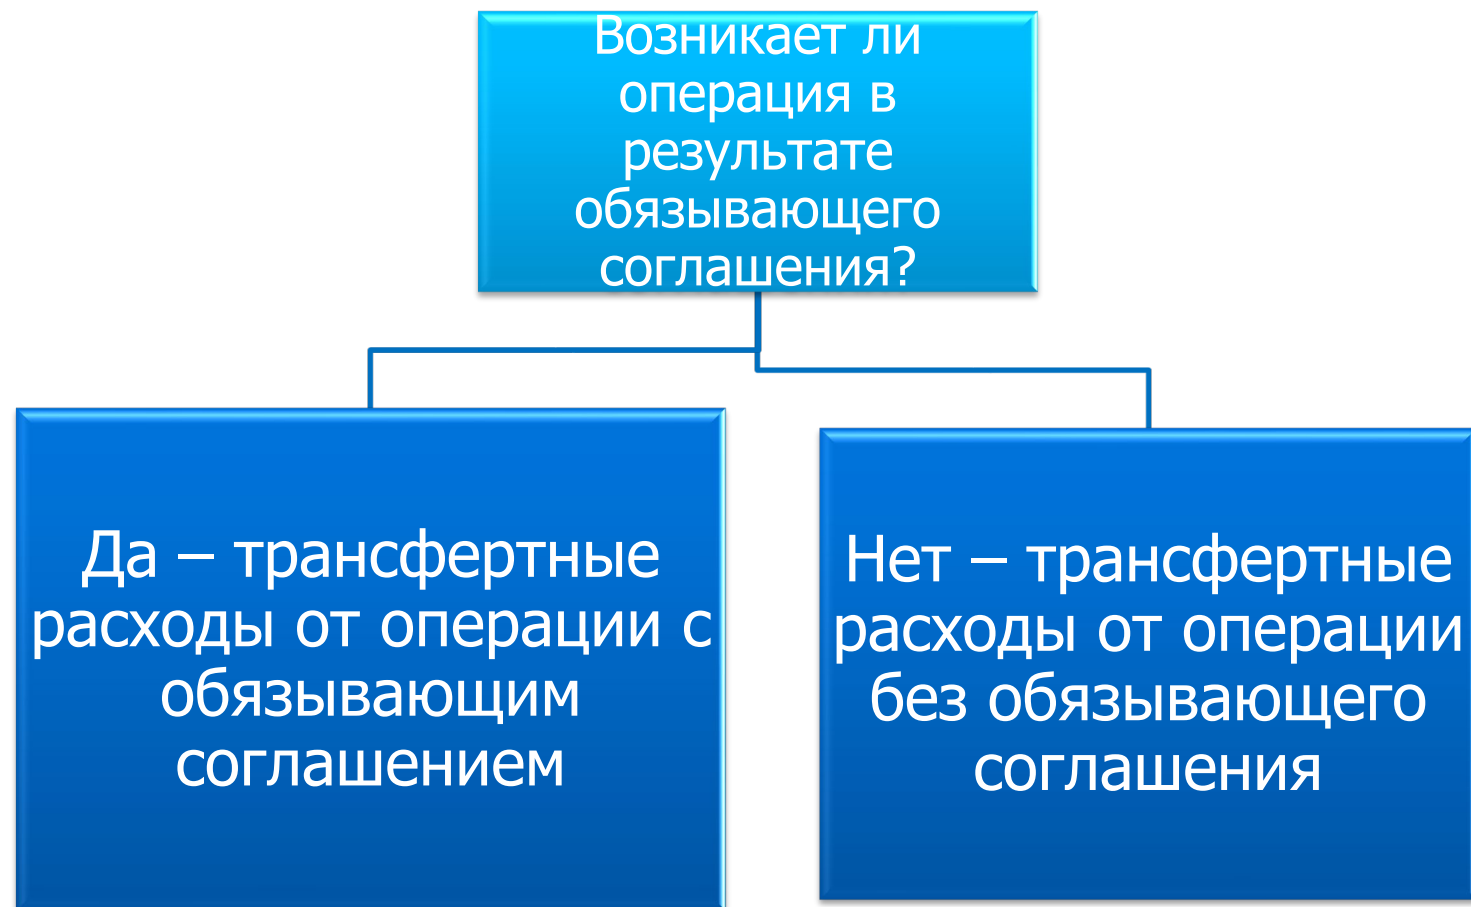 Возникает ли
операция в
результате
обязывающего
соглашения?
Да – трансфертные
расходы от операции с
обязывающим
соглашением
Нет – трансфертные
расходы от операции
без обязывающего
соглашения